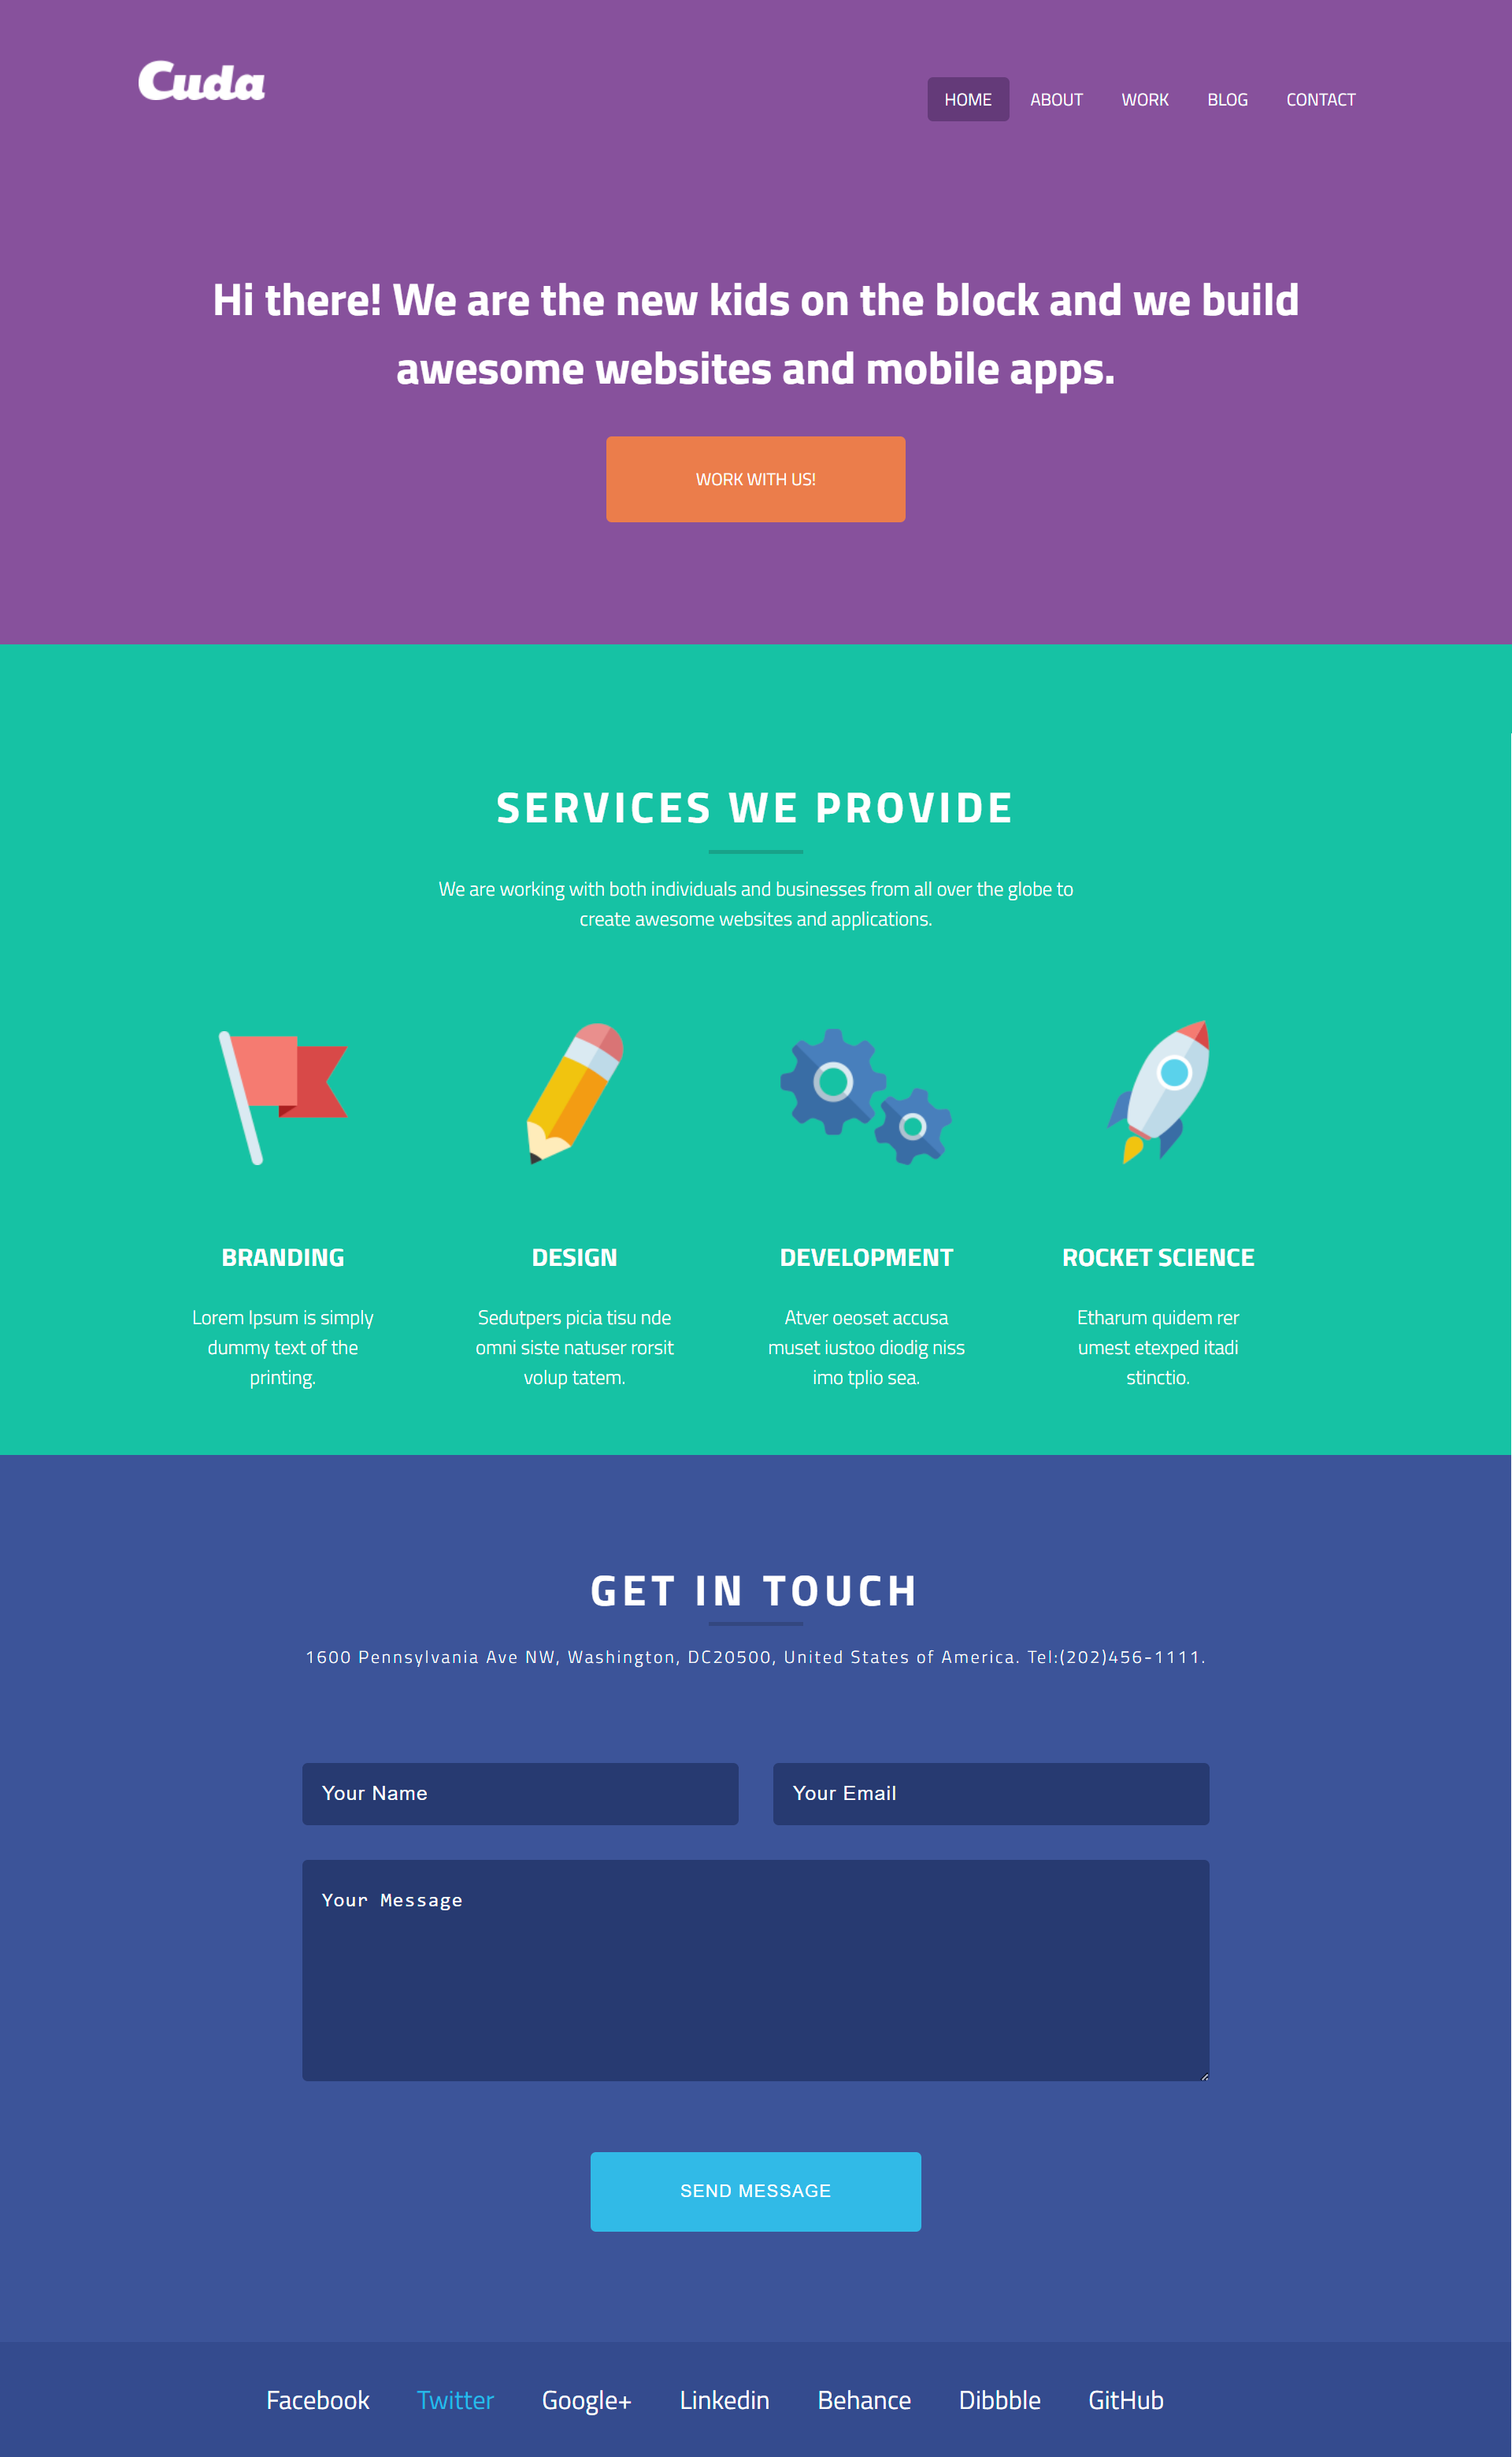 Cuda
HOME ABOUT WORK BLOG CONTACT
Hi there! We are the new kids on the block and we build
awesome websites and mobile apps.
WORK WITH US!
SERVICES WE PROVIDE
We are working with both individuals and businesses from all over the globe to
create awesome websites and applications.
BRANDING
Lorem Ipsum is simply
dummy text of the
printing.
DESIGN
Sedutpers picia tisu nde
omni siste natuser rorsit
volup tatem.
DEVELOPMENT
Atver oeoset accusa
muset iustoo diodig niss
imo tplio sea.
ROCKET SCIENCE
Etharum quidem rer
umest etexped itadi
stinctio.
GET IN TOUCH
1600 Pennsylvania Ave NW, Washington, DC20500, United States of America. Tel:(202)456-1111.
Your Name
Your Email
Your Message
SEND MESSAGE
Facebook Twitter Google+ Linkedin Behance Dibbble GitHub